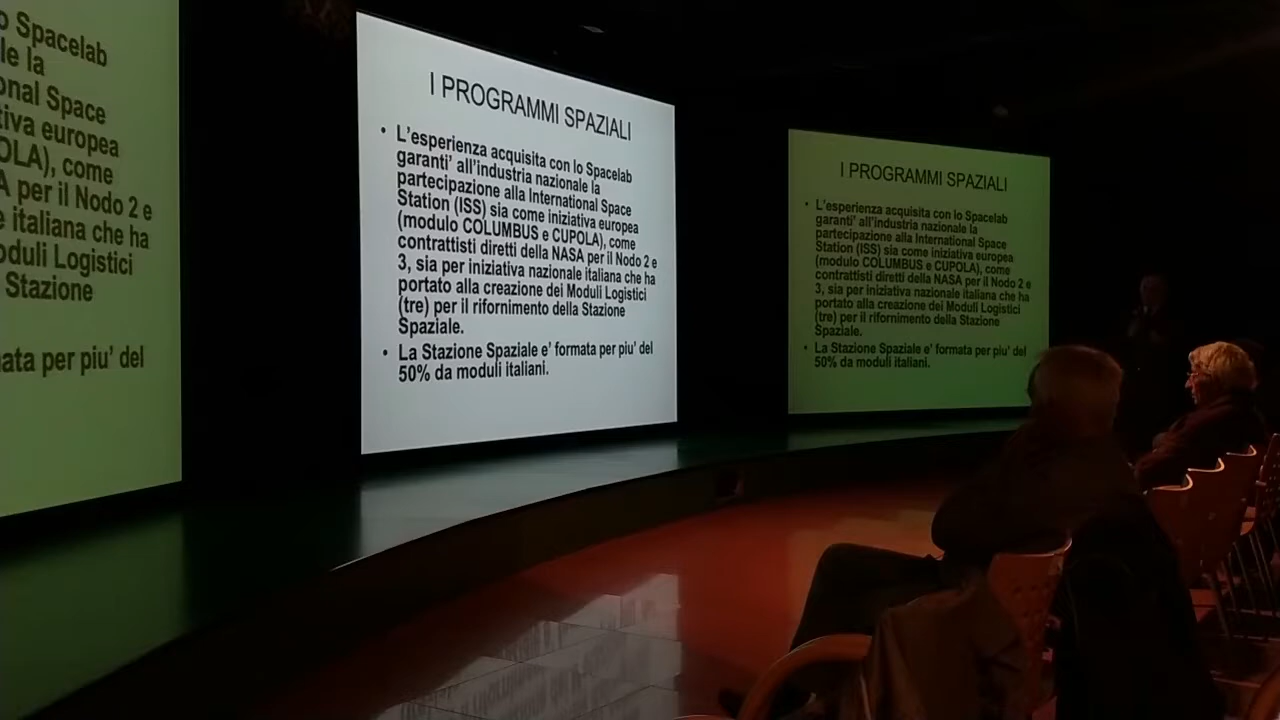 o Spacelab
le la
onal Space
tiva europea
OLA), come
A per il Nodo 2 e
e italiana che ha
oduli Logistici
Stazione
ata per piu' del
I PROGRAMMI SPAZIALI
• L'esperienza acquisita con lo Spacelab
garanti' all'industria nazionale la
partecipazione alla International Space
Station (ISS) sia come iniziativa europea
(modulo COLUMBUS e CUPOLA), come
contrattisti diretti della NASA per il Nodo 2 e
3, sia per iniziativa nazionale italiana che ha
portato alla creazione dei Moduli Logistici
(tre) per il rifornimento della Stazione
Spaziale.
• La Stazione Spaziale e' formata per piu' del
50% da moduli italiani.
I PROGRAMMI SPAZIALI
• L'esperienza acquisita con lo Spacelab
garanti' all'industria nazionale la
partecipazione alla International Space
Station (ISS) sia come iniziativa europea
(modulo COLUMBUS e CUPOLA), come
contrattisti diretti della NASA per il Nodo 2 e
3, sia per iniziativa nazionale italiana che ha
portato alla creazione dei Moduli Logistici
(tre) per il rifornimento della Stazione
Spaziale.
• La Stazione Spaziale e' formata per piu' del
50% da moduli italiani.